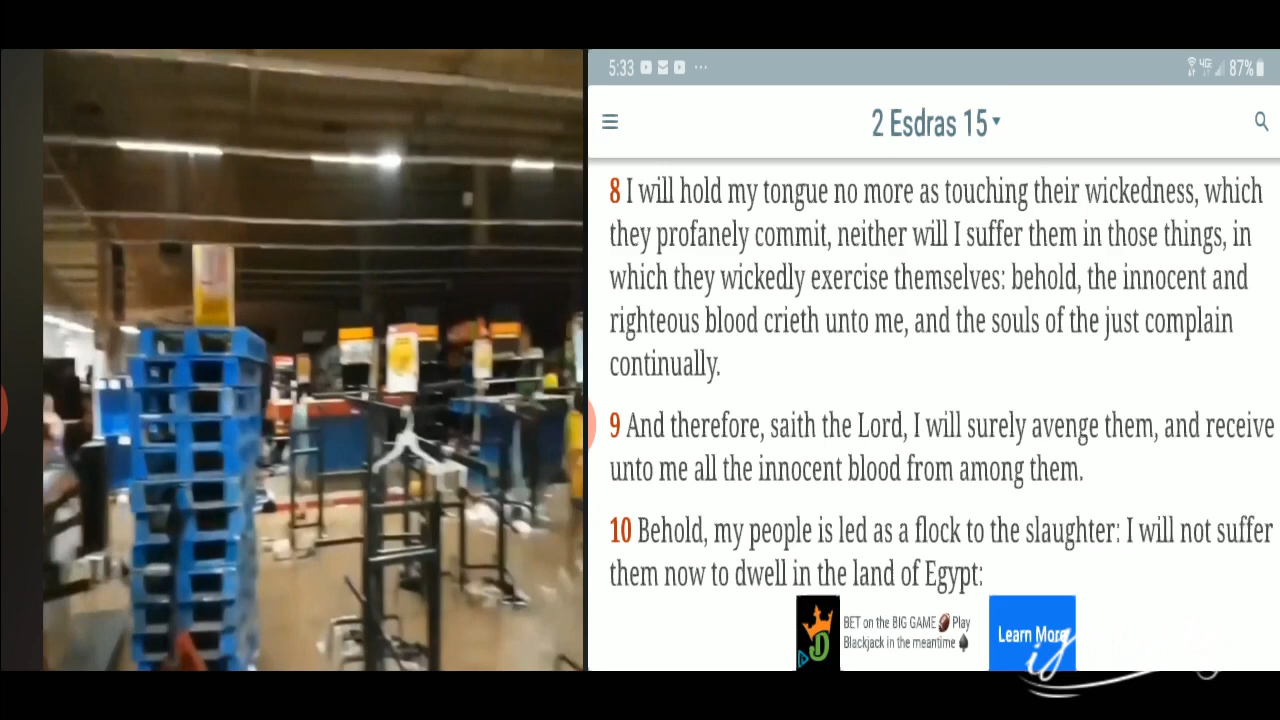 5:33
4G 87%
2 Esdras 15
8 I will hold my tongue no more as touching their wickedness, which
they profanely commit, neither will I suffer them in those things, in
which they wickedly exercise themselves: behold, the innocent and
righteous blood crieth unto me, and the souls of the just complain
continually.
9 And therefore, saith the Lord, I will surely avenge them, and receive
unto me all the innocent blood from among them.
10 Behold, my people is led as a flock to the slaughter: I will not suffer
them now to dwell in the land of Egypt:
BET on the BIG GAME 🏈 Play
Blackjack in the meantime ♠
Learn More